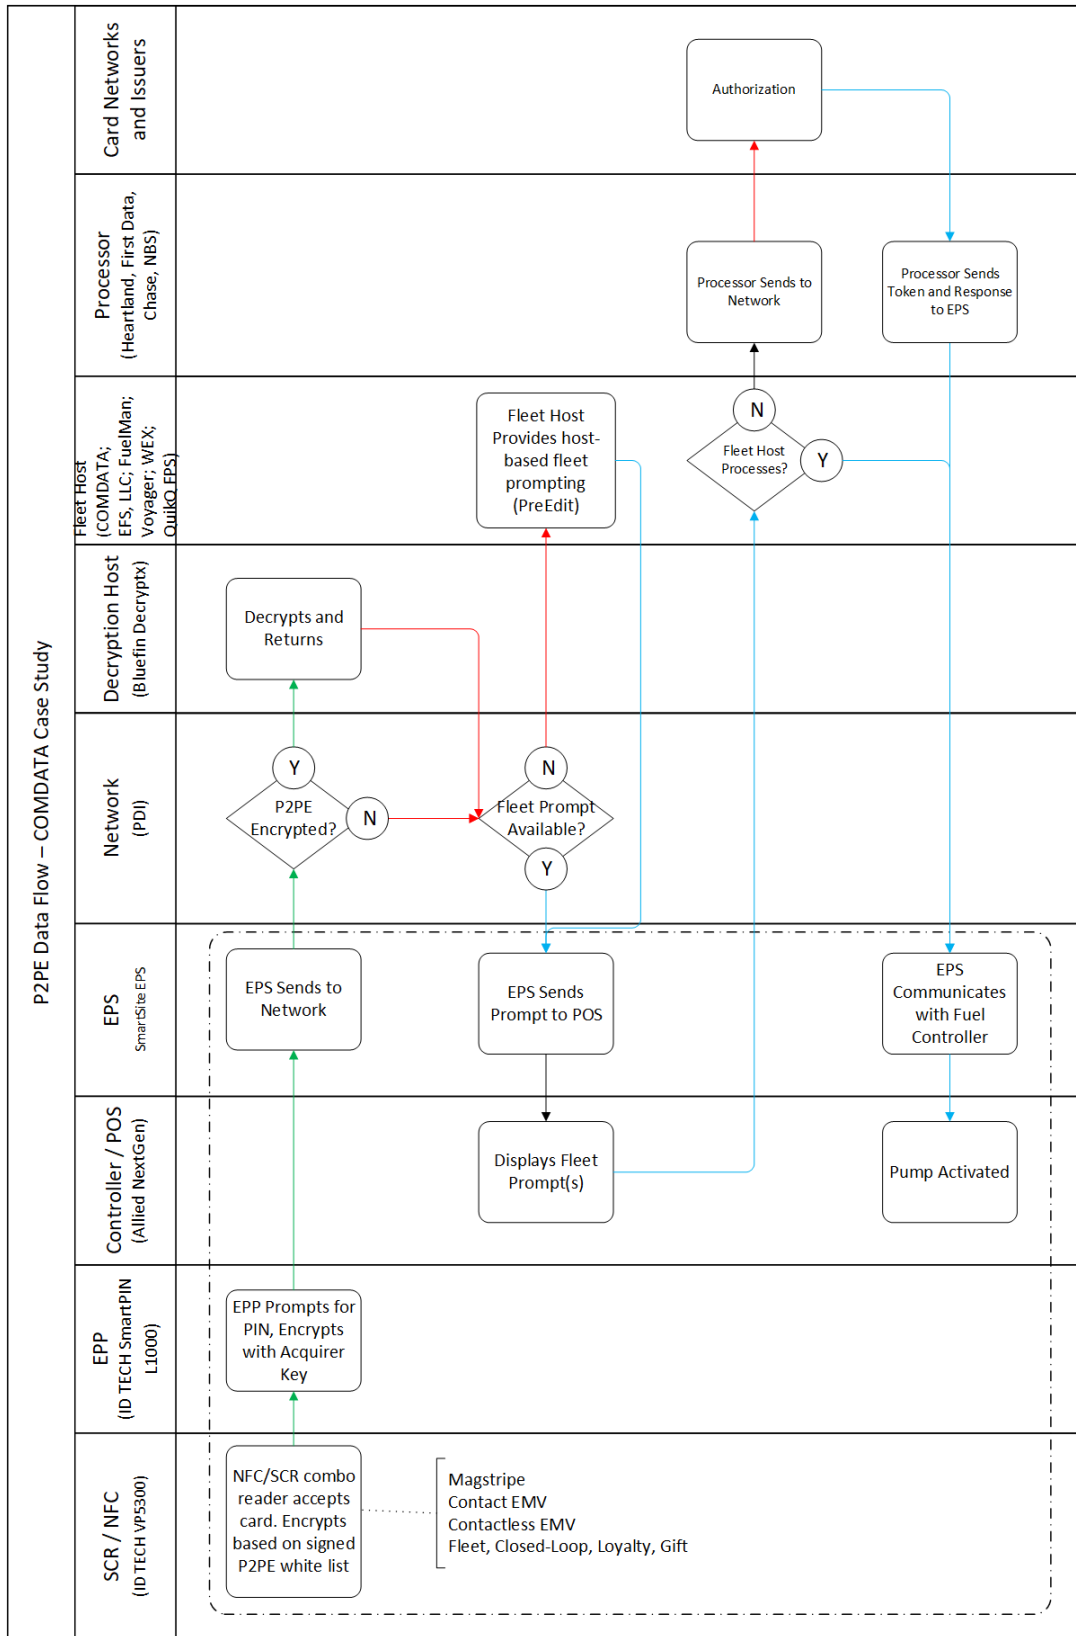 P2PE Data Flow – COMDATA Case Study
Card Networks
and Issuers
Authorization
Processor
(Heartland, First Data,
Chase, NBS)
Processor Sends to
Network
Processor Sends
Token and Response
to EPS
Fleet Host
(COMDATA;
EFS, LLC; FuelMan;
Voyager; WEX;
QuikQ FPS)
Fleet Host
Provides host-
based fleet
prompting
(PreEdit)
N
Fleet Host
Processes?
Y
Decryption Host
(Bluefin Decryptx)
Decrypts and
Returns
Network
(PDI)
Y
P2PE
Encrypted?
N
N
Fleet Prompt
Available?
Y
EPS
SmartSite EPS
EPS Sends to
Network
EPS Sends
Prompt to POS
EPS
Communicates
with Fuel
Controller
Controller / POS
(Allied NextGen)
Displays Fleet
Prompt(s)
Pump Activated
EPP
(ID TECH SmartPIN
L1000)
EPP Prompts for
PIN, Encrypts
with Acquirer
Key
SCR / NFC
(ID TECH VP5300)
NFC/SCR combo
reader accepts
card. Encrypts
based on signed
P2PE white list
Magstripe
Contact EMV
Contactless EMV
Fleet, Closed-Loop, Loyalty, Gift